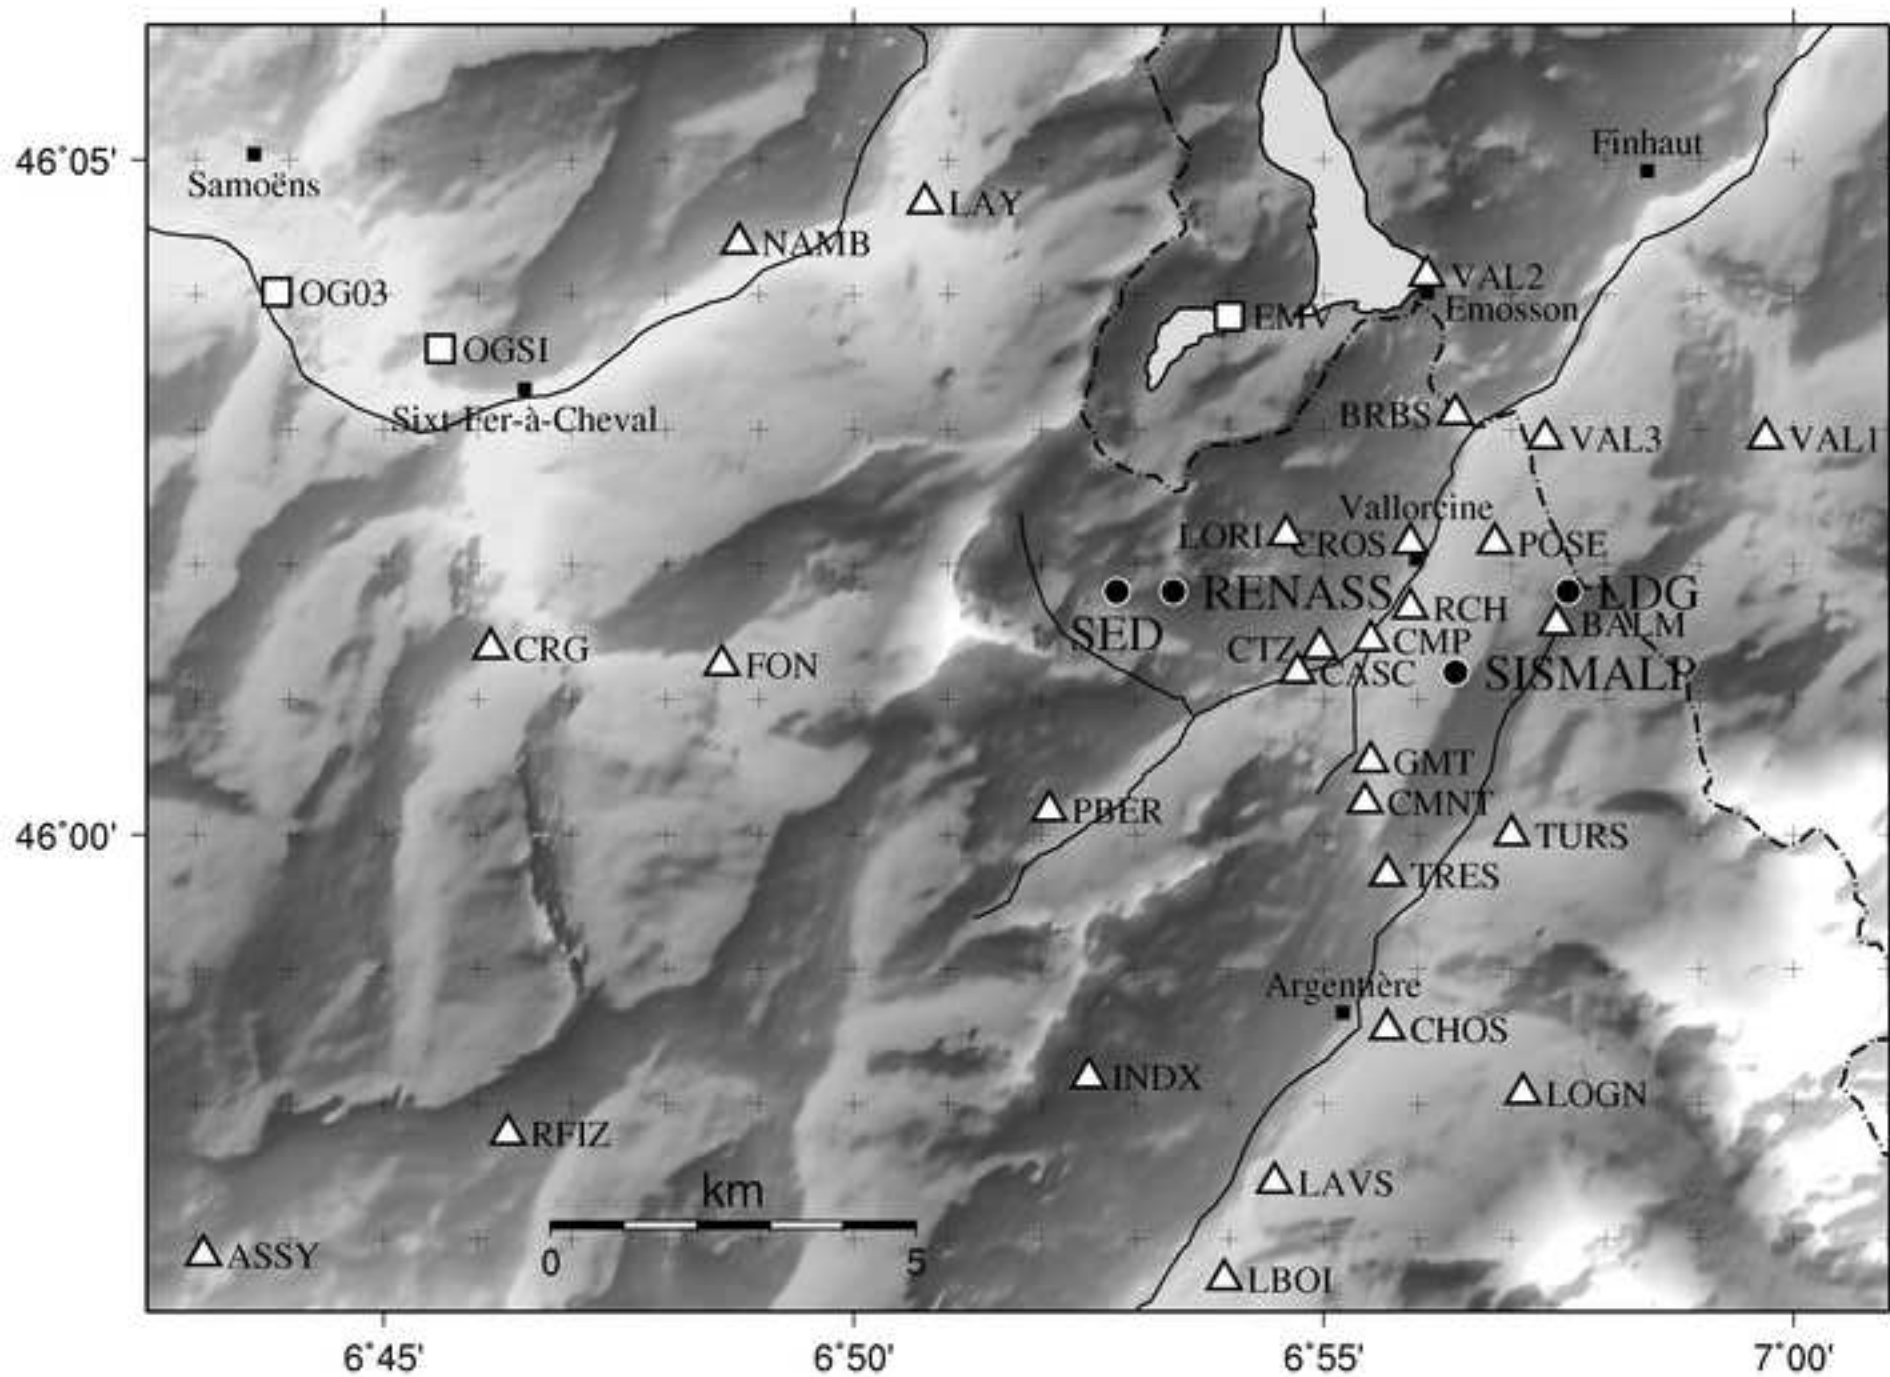 46°05'
Samoëns
Finhaut
LAY
NAMB
OG03
VAL2
Emosson
EMV
OGSI
Sixt-Fer-à-Cheval
BRBS
VAL3
VAL1
Vallorcine
LORI
CROS
POSE
RENASS
LDG
SED
RCH
BALM
CMP
CTZ
CRG
FON
CASC
SISMALP
GMT
PBER
CMNT
46°00'
TURS
TRES
Argentière
CHOS
INDX
LOGN
RFIZ
LAVS
km
0 5
ASSY
LBOI
6°45' 6°50' 6°55' 7°00'